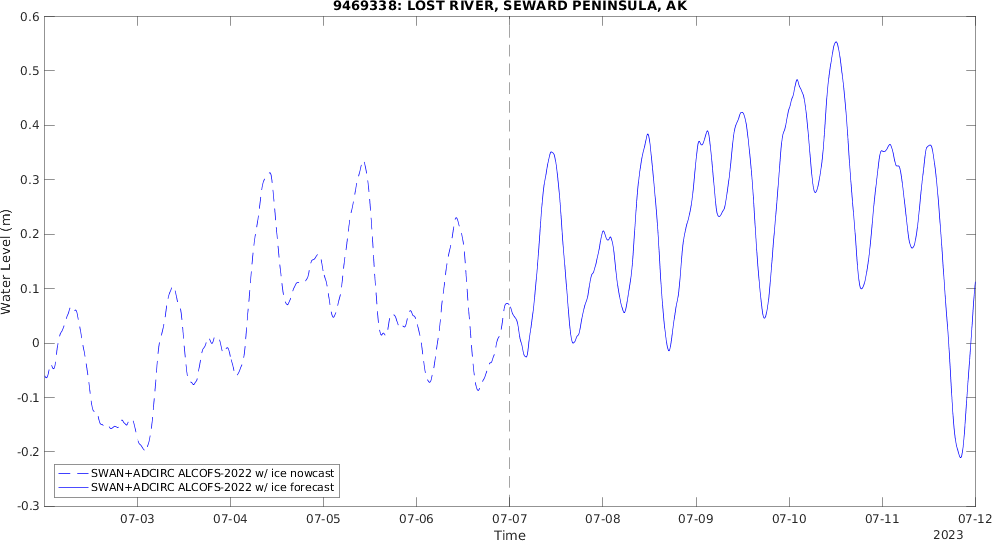 9469338: LOST RIVER, SEWARD PENINSULA, AK
0.6
0.5
0.4
0.3
0.2
0.1
0
-0.1
-0.2
-0.3
Water Level (m)
SWAN+ADCIRC ALCOFS-2022 w/ ice nowcast
SWAN+ADCIRC ALCOFS-2022 w/ ice forecast
07-03 07-04 07-05 07-06 07-07 07-08 07-09 07-10 07-11 07-12
Time
2023